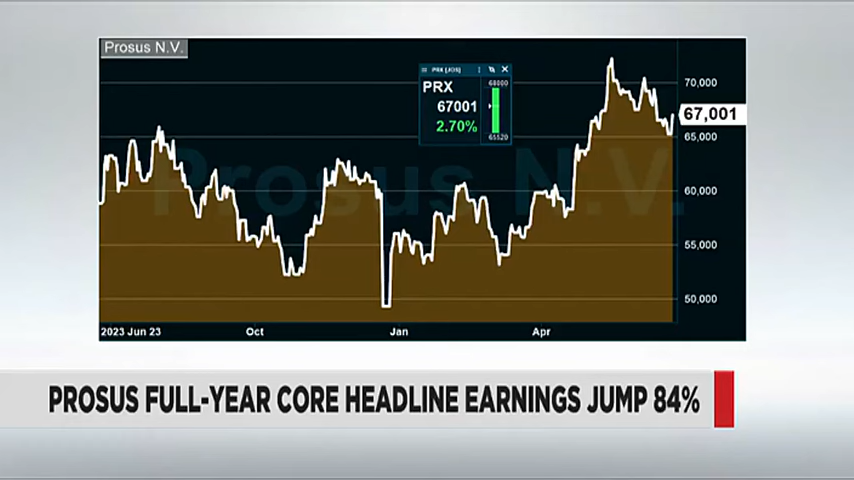 Prosus N.V.
PRX (JOS)
PRX
67001
2.70%
68000
65520
70,000
67,001
65,000
60,000
55,000
50,000
Prosus N.V.
2023 Jun 23 Oct Jan Apr
PROSUS FULL-YEAR CORE HEADLINE EARNINGS JUMP 84%